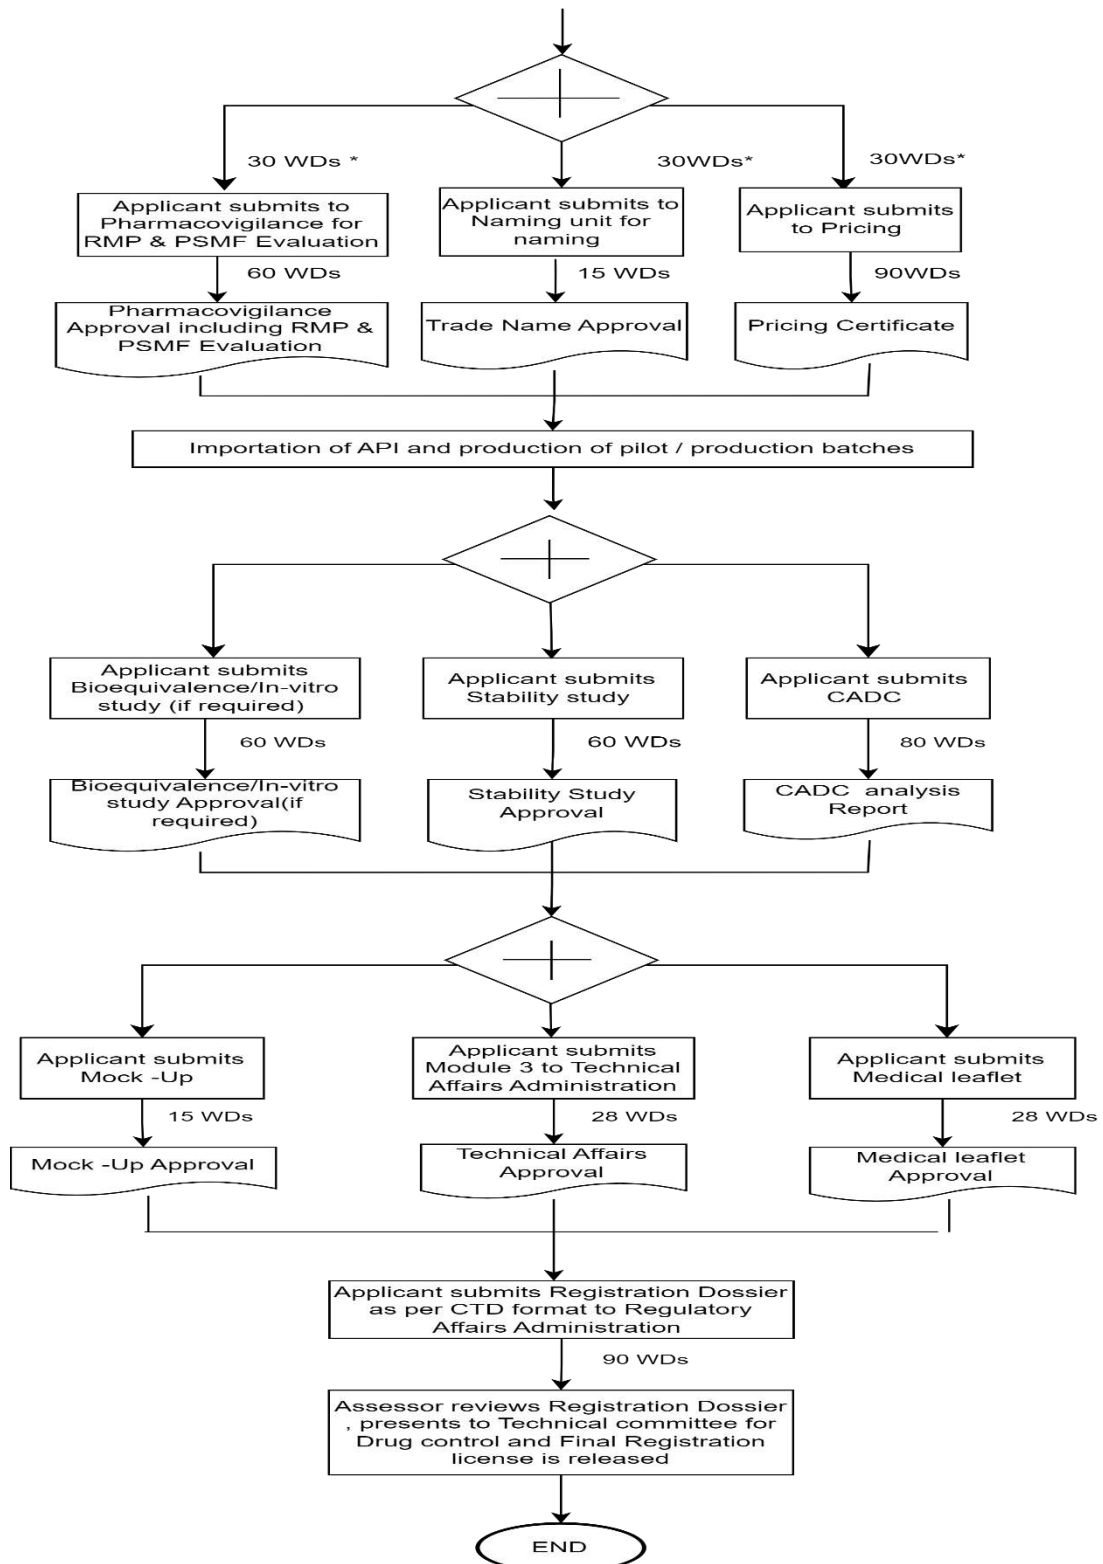 30 WDs *
30WDs*
30WDs*
Applicant submits to
Pharmacovigilance for
RMP & PSMF Evaluation
Applicant submits to
Naming unit for
naming
Applicant submits
to Pricing
60 WDs
15 WDs
90WDs
Pharmacovigilance
Approval including RMP &
PSMF Evaluation
Trade Name Approval
Pricing Certificate
Importation of API and production of pilot / production batches
Applicant submits
Bioequivalence/In-vitro
study (if required)
Applicant submits
Stability study
Applicant submits
CADC
60 WDs
60 WDs
80 WDs
Bioequivalence/In-vitro
study Approval(if
required)
Stability Study
Approval
CADC analysis
Report
Applicant submits
Mock -Up
Applicant submits
Module 3 to Technical
Affairs Administration
Applicant submits
Medical leaflet
15 WDs
28 WDs
28 WDs
Mock -Up Approval
Technical Affairs
Approval
Medical leaflet
Approval
Applicant submits Registration Dossier
as per CTD format to Regulatory
Affairs Administration
90 WDs
Assessor reviews Registration Dossier
, presents to Technical committee for
Drug control and Final Registration
license is released
END